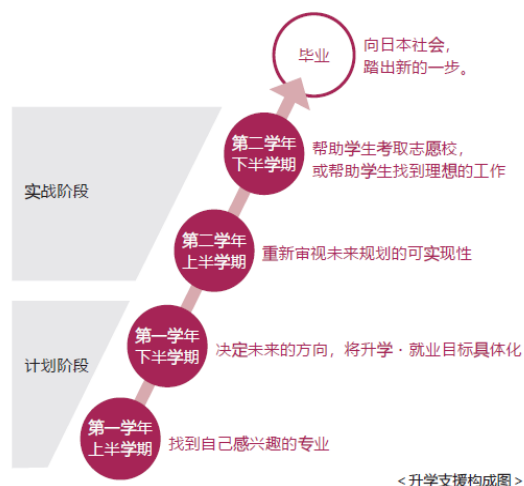 毕业
向日本社会，
踏出新的一步。
第二学年
下半学期
帮助学生考取志愿校，
或帮助学生找到理想的工作
实战阶段
第二学年
上半学期
重新审视未来规划的可实现性
第一学年
下半学期
决定未来的方向，将升学·就业目标具体化
计划阶段
第一学年
上半学期
找到自己感兴趣的专业
<升学支援构成图>